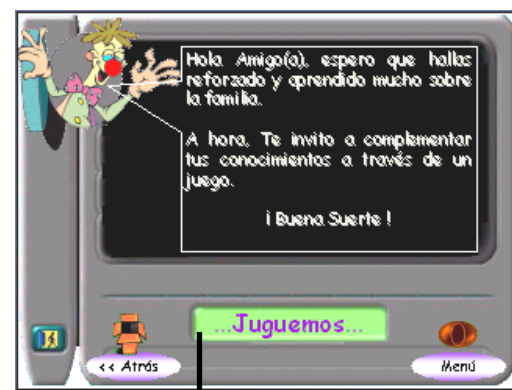 Hola Amigo(a), espero que hallas
reforzado y aprendido mucho sobre
la familia.
A hora, Te invito a complementar
tus conocimientos a través de un
juego.
¡ Buena Suerte !
...Juguemos...
<< Atrás
Menú